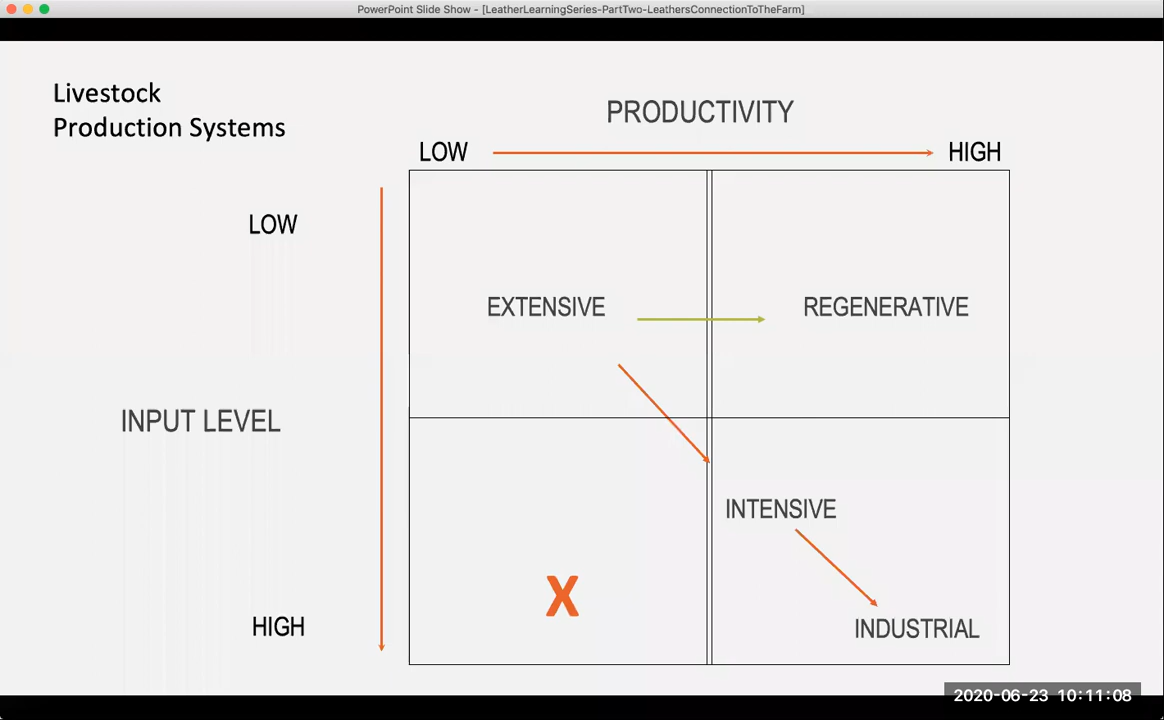 PowerPoint Slide Show - [LeatherLearningSeries-PartTwo-LeathersConnectionToTheFarm]
Livestock
Production Systems
PRODUCTIVITY
LOW
HIGH
LOW
EXTENSIVE
REGENERATIVE
INPUT LEVEL
INTENSIVE
X
HIGH
INDUSTRIAL
2020-06-23 10:11:08